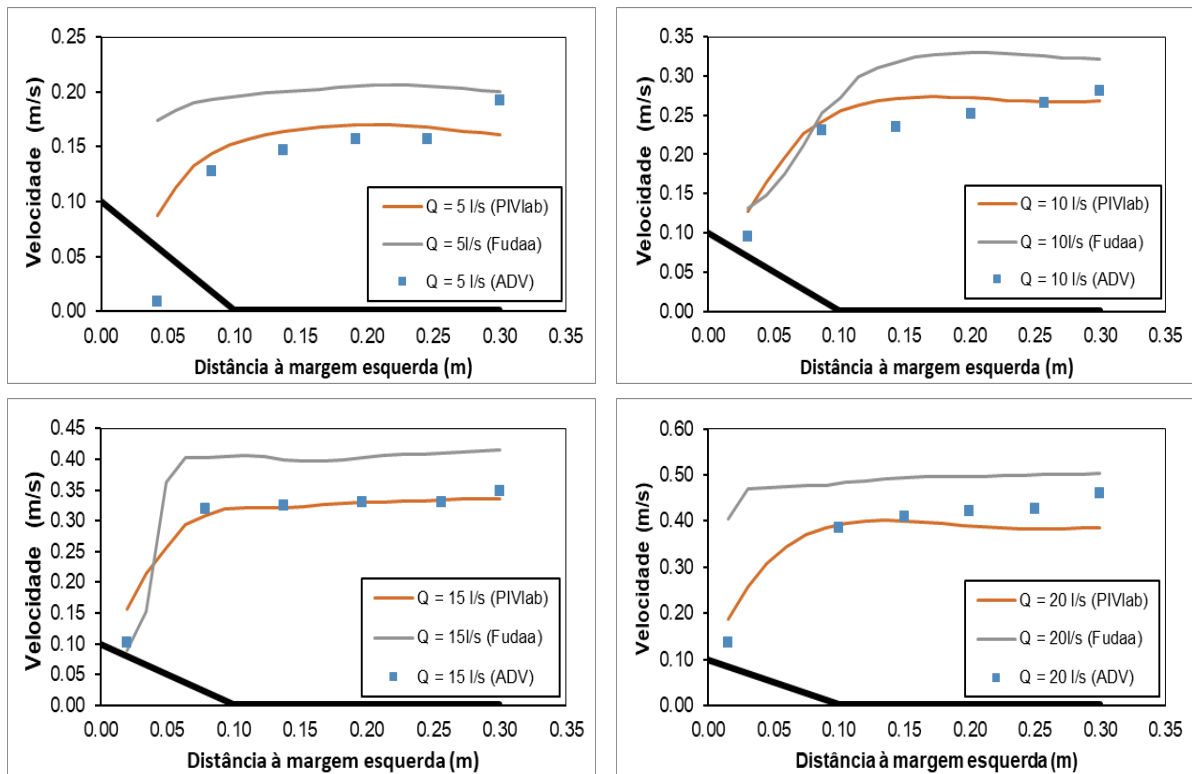 Velocidade (m/s)
0.25
0.20
0.15
0.10
0.05
0.00
Q = 5 l/s (PIVlab)
Q = 5l/s (Fudaa)
Q = 5 l/s (ADV)
0.00 0.05 0.10 0.15 0.20 0.25 0.30 0.35
Distância à margem esquerda (m)
Velocidade (m/s)
0.35
0.30
0.25
0.20
0.15
0.10
0.05
0.00
Q = 10 l/s (PIVlab)
Q = 10l/s (Fudaa)
Q = 10 l/s (ADV)
0.00 0.05 0.10 0.15 0.20 0.25 0.30 0.35
Distância à margem esquerda (m)
Velocidade (m/s)
0.45
0.40
0.35
0.30
0.25
0.20
0.15
0.10
0.05
0.00
Q = 15 l/s (PIVlab)
Q = 15l/s (Fudaa)
Q = 15 l/s (ADV)
0.00 0.05 0.10 0.15 0.20 0.25 0.30 0.35
Distância à margem esquerda (m)
Velocidade (m/s)
0.60
0.50
0.40
0.30
0.20
0.10
0.00
Q = 20 l/s (PIVlab)
Q = 20l/s (Fudaa)
Q = 20 l/s (ADV)
0.00 0.05 0.10 0.15 0.20 0.25 0.30 0.35
Distância à margem esquerda (m)